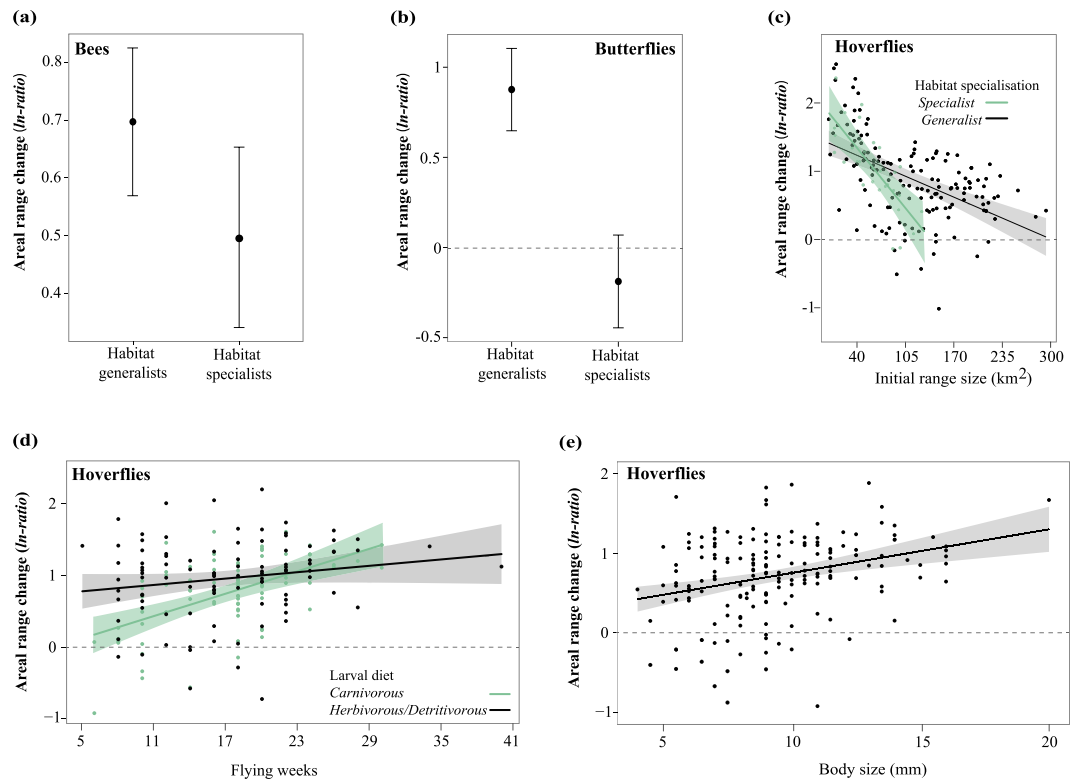 (a)
Bees
Areal range change (ln-ratio)
0.8
0.7
0.6
0.5
0.4
Habitat generalists
Habitat specialists
(b)
Butterflies
Areal range change (ln-ratio)
1
0.5
0
-0.5
Habitat generalists
Habitat specialists
(c)
Hoverflies
Habitat specialisation
Specialist
Generalist
Areal range change (ln-ratio)
2
1
0
-1
40 105 170 235 300
Initial range size (km2)
(d)
Hoverflies
Areal range change (ln-ratio)
2
1
0
−1
Larval diet
Carnivorous
Herbivorous/Detritivorous
5 11 17 23 29 35 41
Flying weeks
(e)
Hoverflies
Areal range change (ln-ratio)
2
1
0
−1
5 10 15 20
Body size (mm)